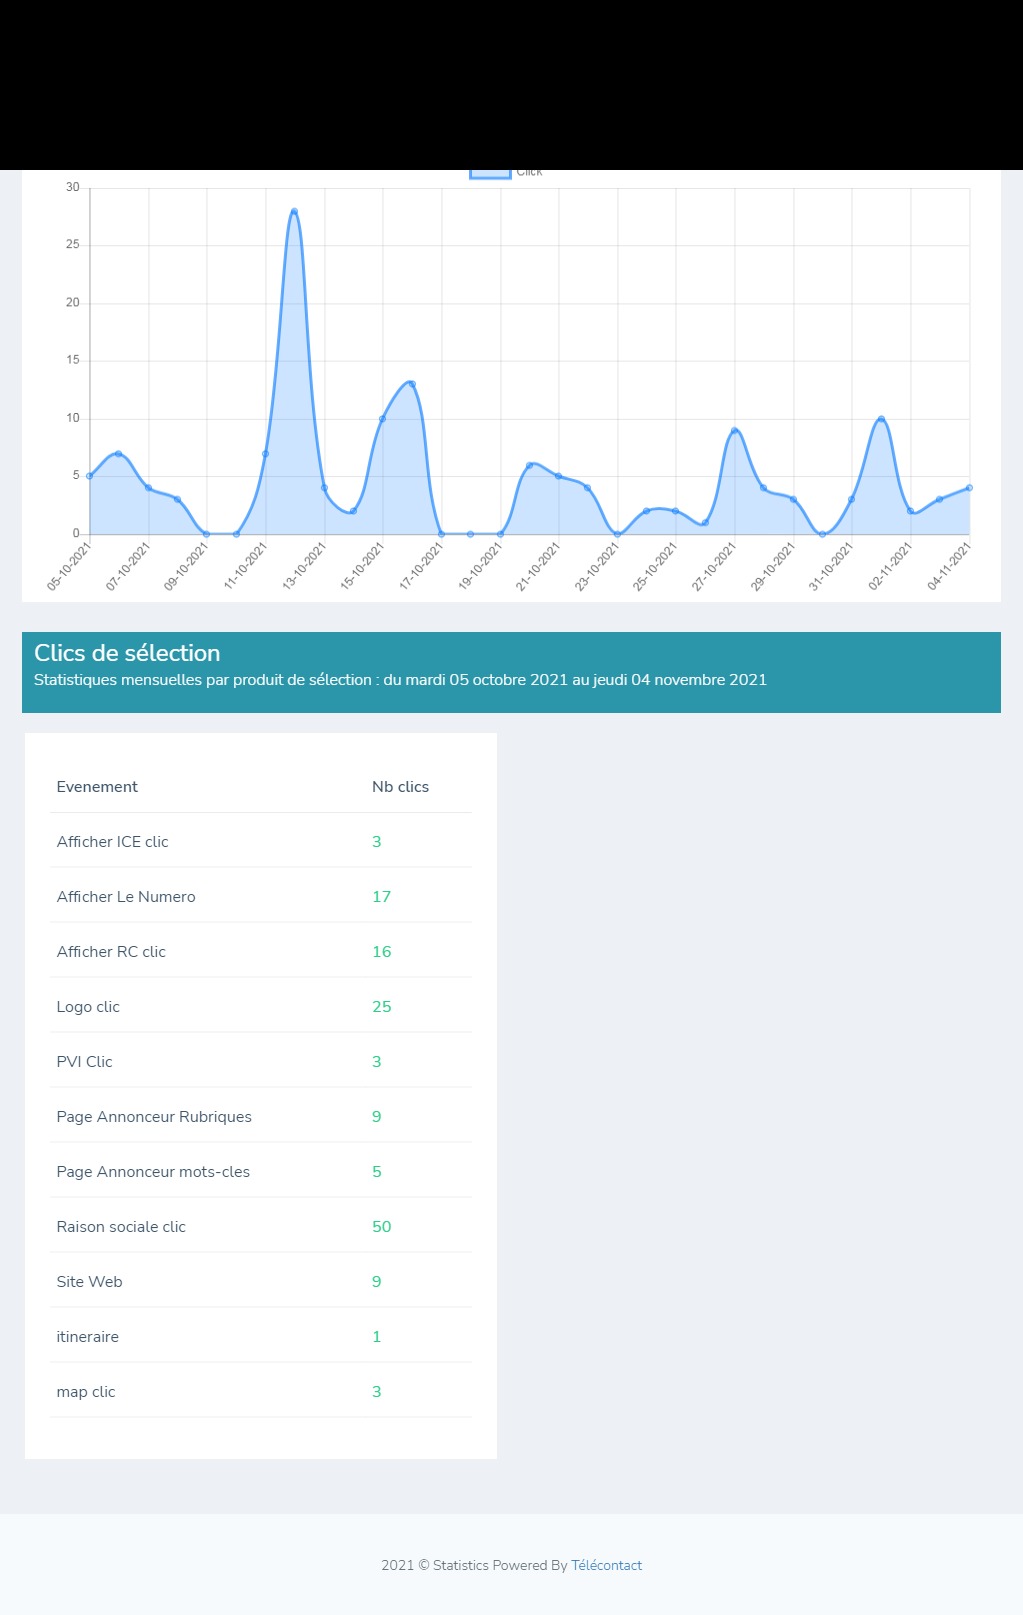 Click
30
25
20
15
10
5
0
05-10-2021
07-10-2021
09-10-2021
11-10-2021
13-10-2021
15-10-2021
17-10-2021
19-10-2021
21-10-2021
23-10-2021
25-10-2021
27-10-2021
29-10-2021
31-10-2021
02-11-2021
04-11-2021
Clics de sélection
Statistiques mensuelles par produit de sélection : du mardi 05 octobre 2021 au jeudi 04 novembre 2021
Evenement Nb clics
Afficher ICE clic 3
Afficher Le Numero 17
Afficher RC clic 16
Logo clic 25
PVI Clic 3
Page Annonceur Rubriques 9
Page Annonceur mots-cles 5
Raison sociale clic 50
Site Web 9
itineraire 1
map clic 3
2021 © Statistics Powered By Télécontact